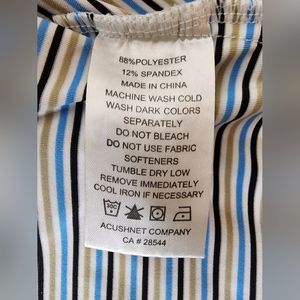 88%POLYESTER
12% SPANDEX
MADE IN CHINA
MACHINE WASH COLD
WASH DARK COLORS
SEPARATELY
DO NOT BLEACH
DO NOT USE FABRIC
SOFTENERS
TUMBLE DRY LOW
REMOVE IMMEDIATELY
COOL IRON IF NECESSARY
ACUSHNET COMPANY
CA # 28544